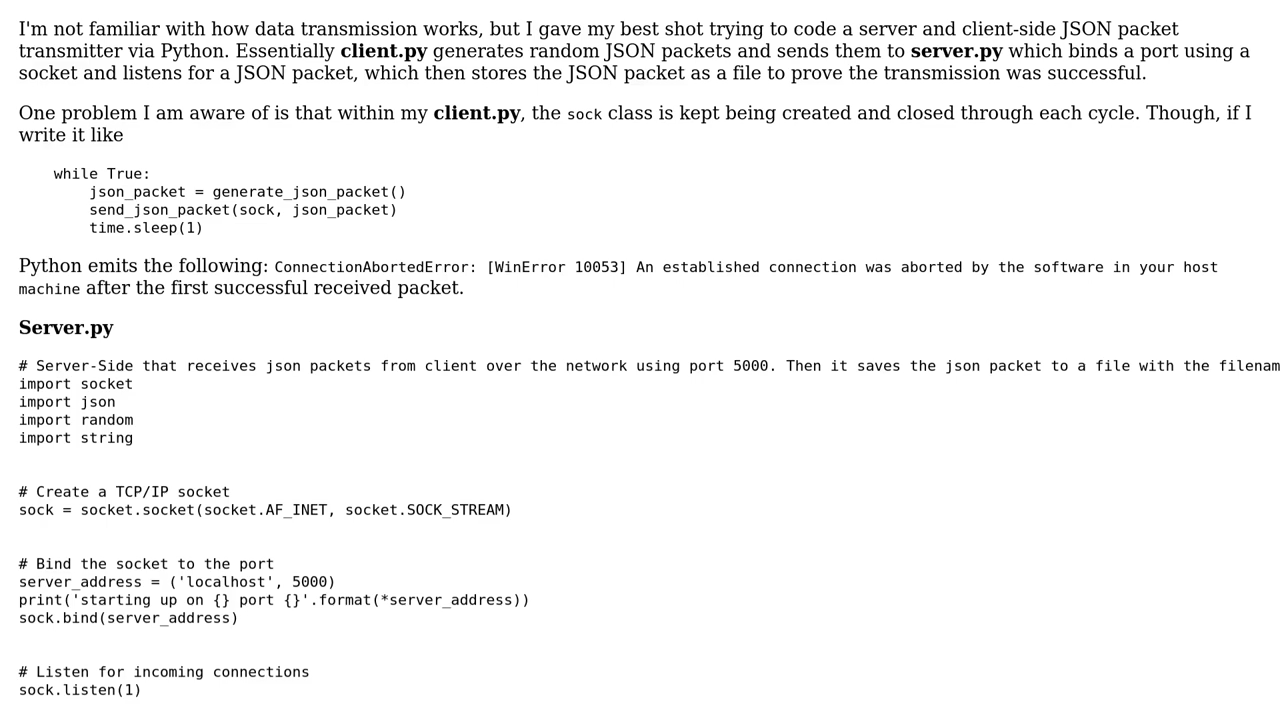 I'm not familiar with how data transmission works, but I gave my best shot trying to code a server and client-side JSON packet
transmitter via Python. Essentially client.py generates random JSON packets and sends them to server.py which binds a port using a
socket and listens for a JSON packet, which then stores the JSON packet as a file to prove the transmission was successful.
One problem I am aware of is that within my client.py, the sock class is kept being created and closed through each cycle. Though, if I
write it like
while True:
json_packet = generate_json_packet()
send_json_packet(sock, json_packet)
time.sleep(1)
Python emits the following: ConnectionAbortedError: [WinError 10053] An established connection was aborted by the software in your host
machine after the first successful received packet.
Server.py
# Server-Side that receives json packets from client over the network using port 5000. Then it saves the json packet to a file with the filenam
import socket
import json
import random
import string
# Create a TCP/IP socket
sock = socket.socket(socket.AF_INET, socket.SOCK_STREAM)
# Bind the socket to the port
server_address = ('localhost', 5000)
print('starting up on {} port {}'.format(*server_address))
sock.bind(server_address)
# Listen for incoming connections
sock.listen(1)